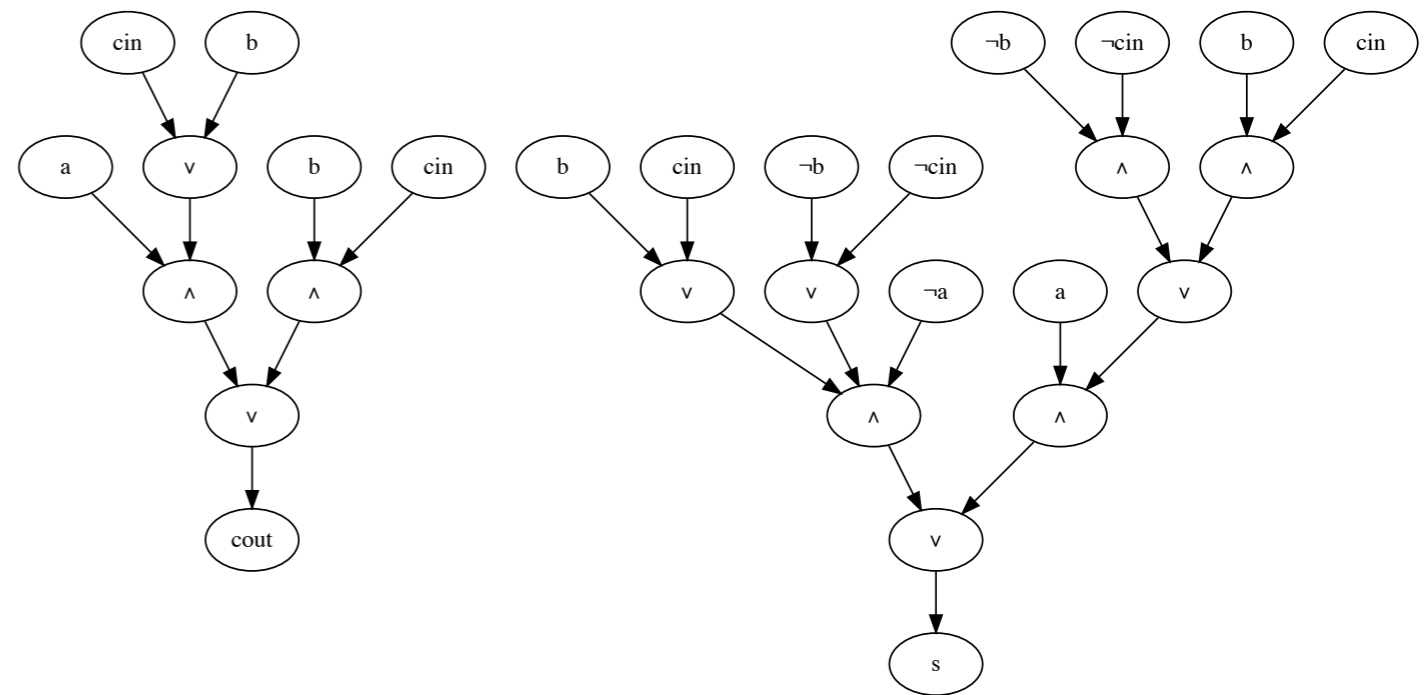 cin b ¬b ¬cin b cin
a ∨ b cin b cin ¬b ¬cin ∧ ∧
∧ ∧ ∨ ∨ ¬a a ∨
∨ ∧ ∧
cout ∨
s